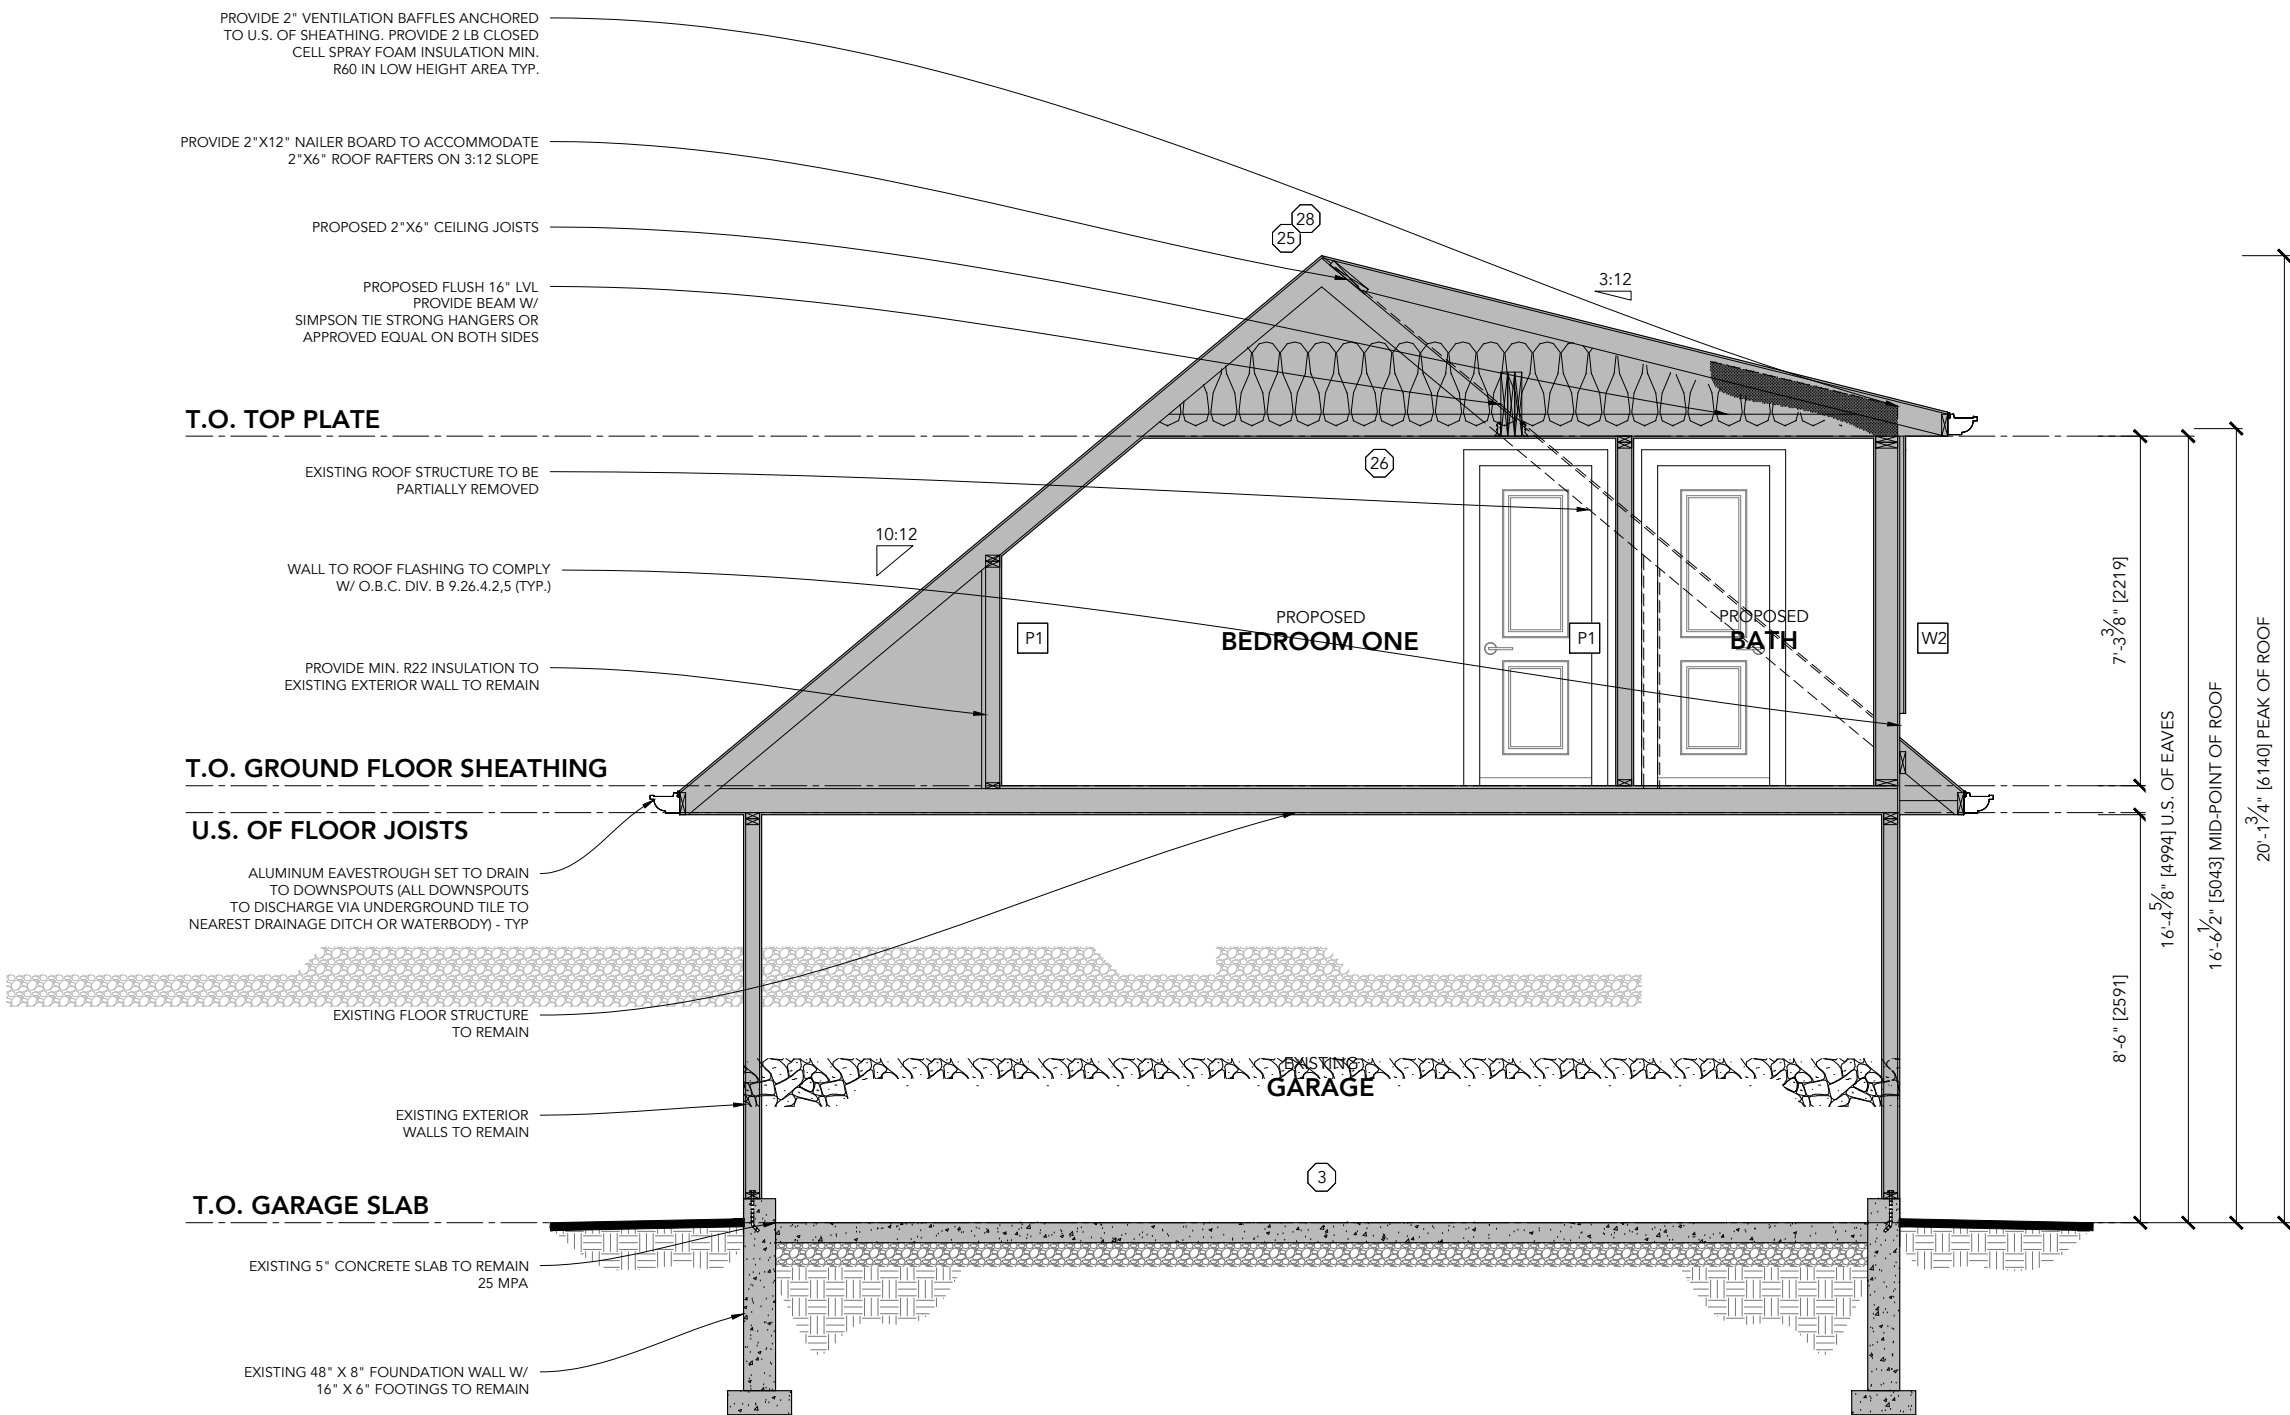 PROVIDE 2" VENTILATION BAFFLES ANCHORED
TO U.S. OF SHEATHING. PROVIDE 2 LB CLOSED
CELL SPRAY FOAM INSULATION MIN.
R60 IN LOW HEIGHT AREA TYP.
PROVIDE 2"X12" NAILER BOARD TO ACCOMMODATE
2"X6" ROOF RAFTERS ON 3:12 SLOPE
PROPOSED 2"X6" CEILING JOISTS
PROPOSED FLUSH 16" LVL
PROVIDE BEAM W/
SIMPSON TIE STRONG HANGERS OR
APPROVED EQUAL ON BOTH SIDES
28
25
3:12
T.O. TOP PLATE
EXISTING ROOF STRUCTURE TO BE
PARTIALLY REMOVED
26
10:12
WALL TO ROOF FLASHING TO COMPLY
W/ O.B.C. DIV. B 9.26.4.2,5 (TYP.)
PROVIDE MIN. R22 INSULATION TO
EXISTING EXTERIOR WALL TO REMAIN
P1
PROPOSED
BEDROOM ONE
P1
PROPOSED
BATH
W2
T.O. GROUND FLOOR SHEATHING
U.S. OF FLOOR JOISTS
ALUMINUM EAVESTROUGH SET TO DRAIN
TO DOWNSPOUTS (ALL DOWNSPOUTS
TO DISCHARGE VIA UNDERGROUND TILE TO
NEAREST DRAINAGE DITCH OR WATERBODY) - TYP
EXISTING FLOOR STRUCTURE
TO REMAIN
EXISTING
GARAGE
EXISTING EXTERIOR
WALLS TO REMAIN
3
T.O. GARAGE SLAB
EXISTING 5" CONCRETE SLAB TO REMAIN
25 MPA
EXISTING 48" X 8" FOUNDATION WALL W/
16" X 6" FOOTINGS TO REMAIN
7'-3 3/8" [2219]
8'-6" [2591]
16'-4 5/8" [4994] U.S. OF EAVES
16'-6 1/2" [5043] MID-POINT OF ROOF
20'-1 3/4" [6140] PEAK OF ROOF